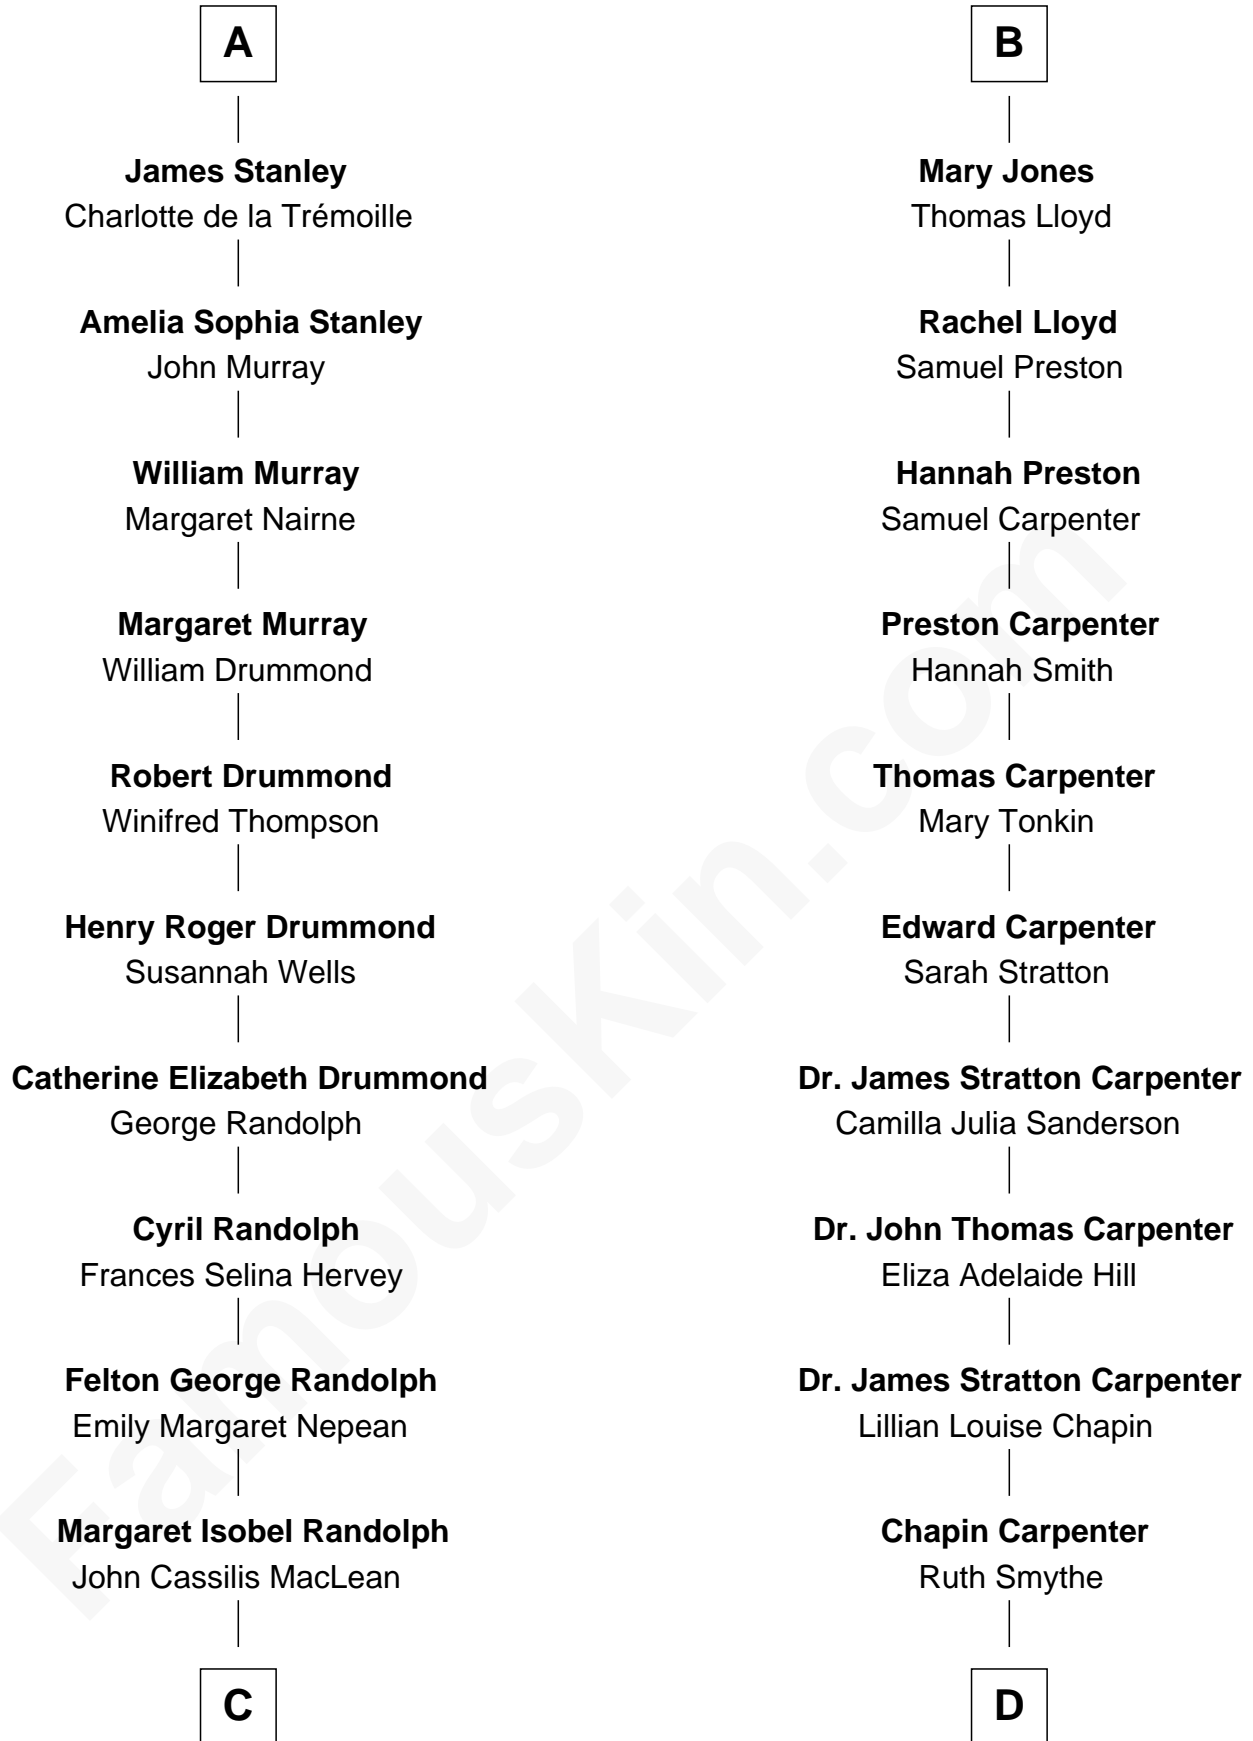 A
James Stanley
Charlotte de la Trémoille
Amelia Sophia Stanley
John Murray
William Murray
Margaret Nairne
Margaret Murray
William Drummond
Robert Drummond
Winifred Thompson
Henry Roger Drummond
Susannah Wells
Catherine Elizabeth Drummond
George Randolph
Cyril Randolph
Frances Selina Hervey
Felton George Randolph
Emily Margaret Nepean
Margaret Isobel Randolph
John Cassilis MacLean
C
B
Mary Jones
Thomas Lloyd
Rachel Lloyd
Samuel Preston
Hannah Preston
Samuel Carpenter
Preston Carpenter
Hannah Smith
Thomas Carpenter
Mary Tonkin
Edward Carpenter
Sarah Stratton
Dr. James Stratton Carpenter
Camilla Julia Sanderson
Dr. John Thomas Carpenter
Eliza Adelaide Hill
Dr. James Stratton Carpenter
Lillian Louise Chapin
Chapin Carpenter
Ruth Smythe
D
FamousKin.com